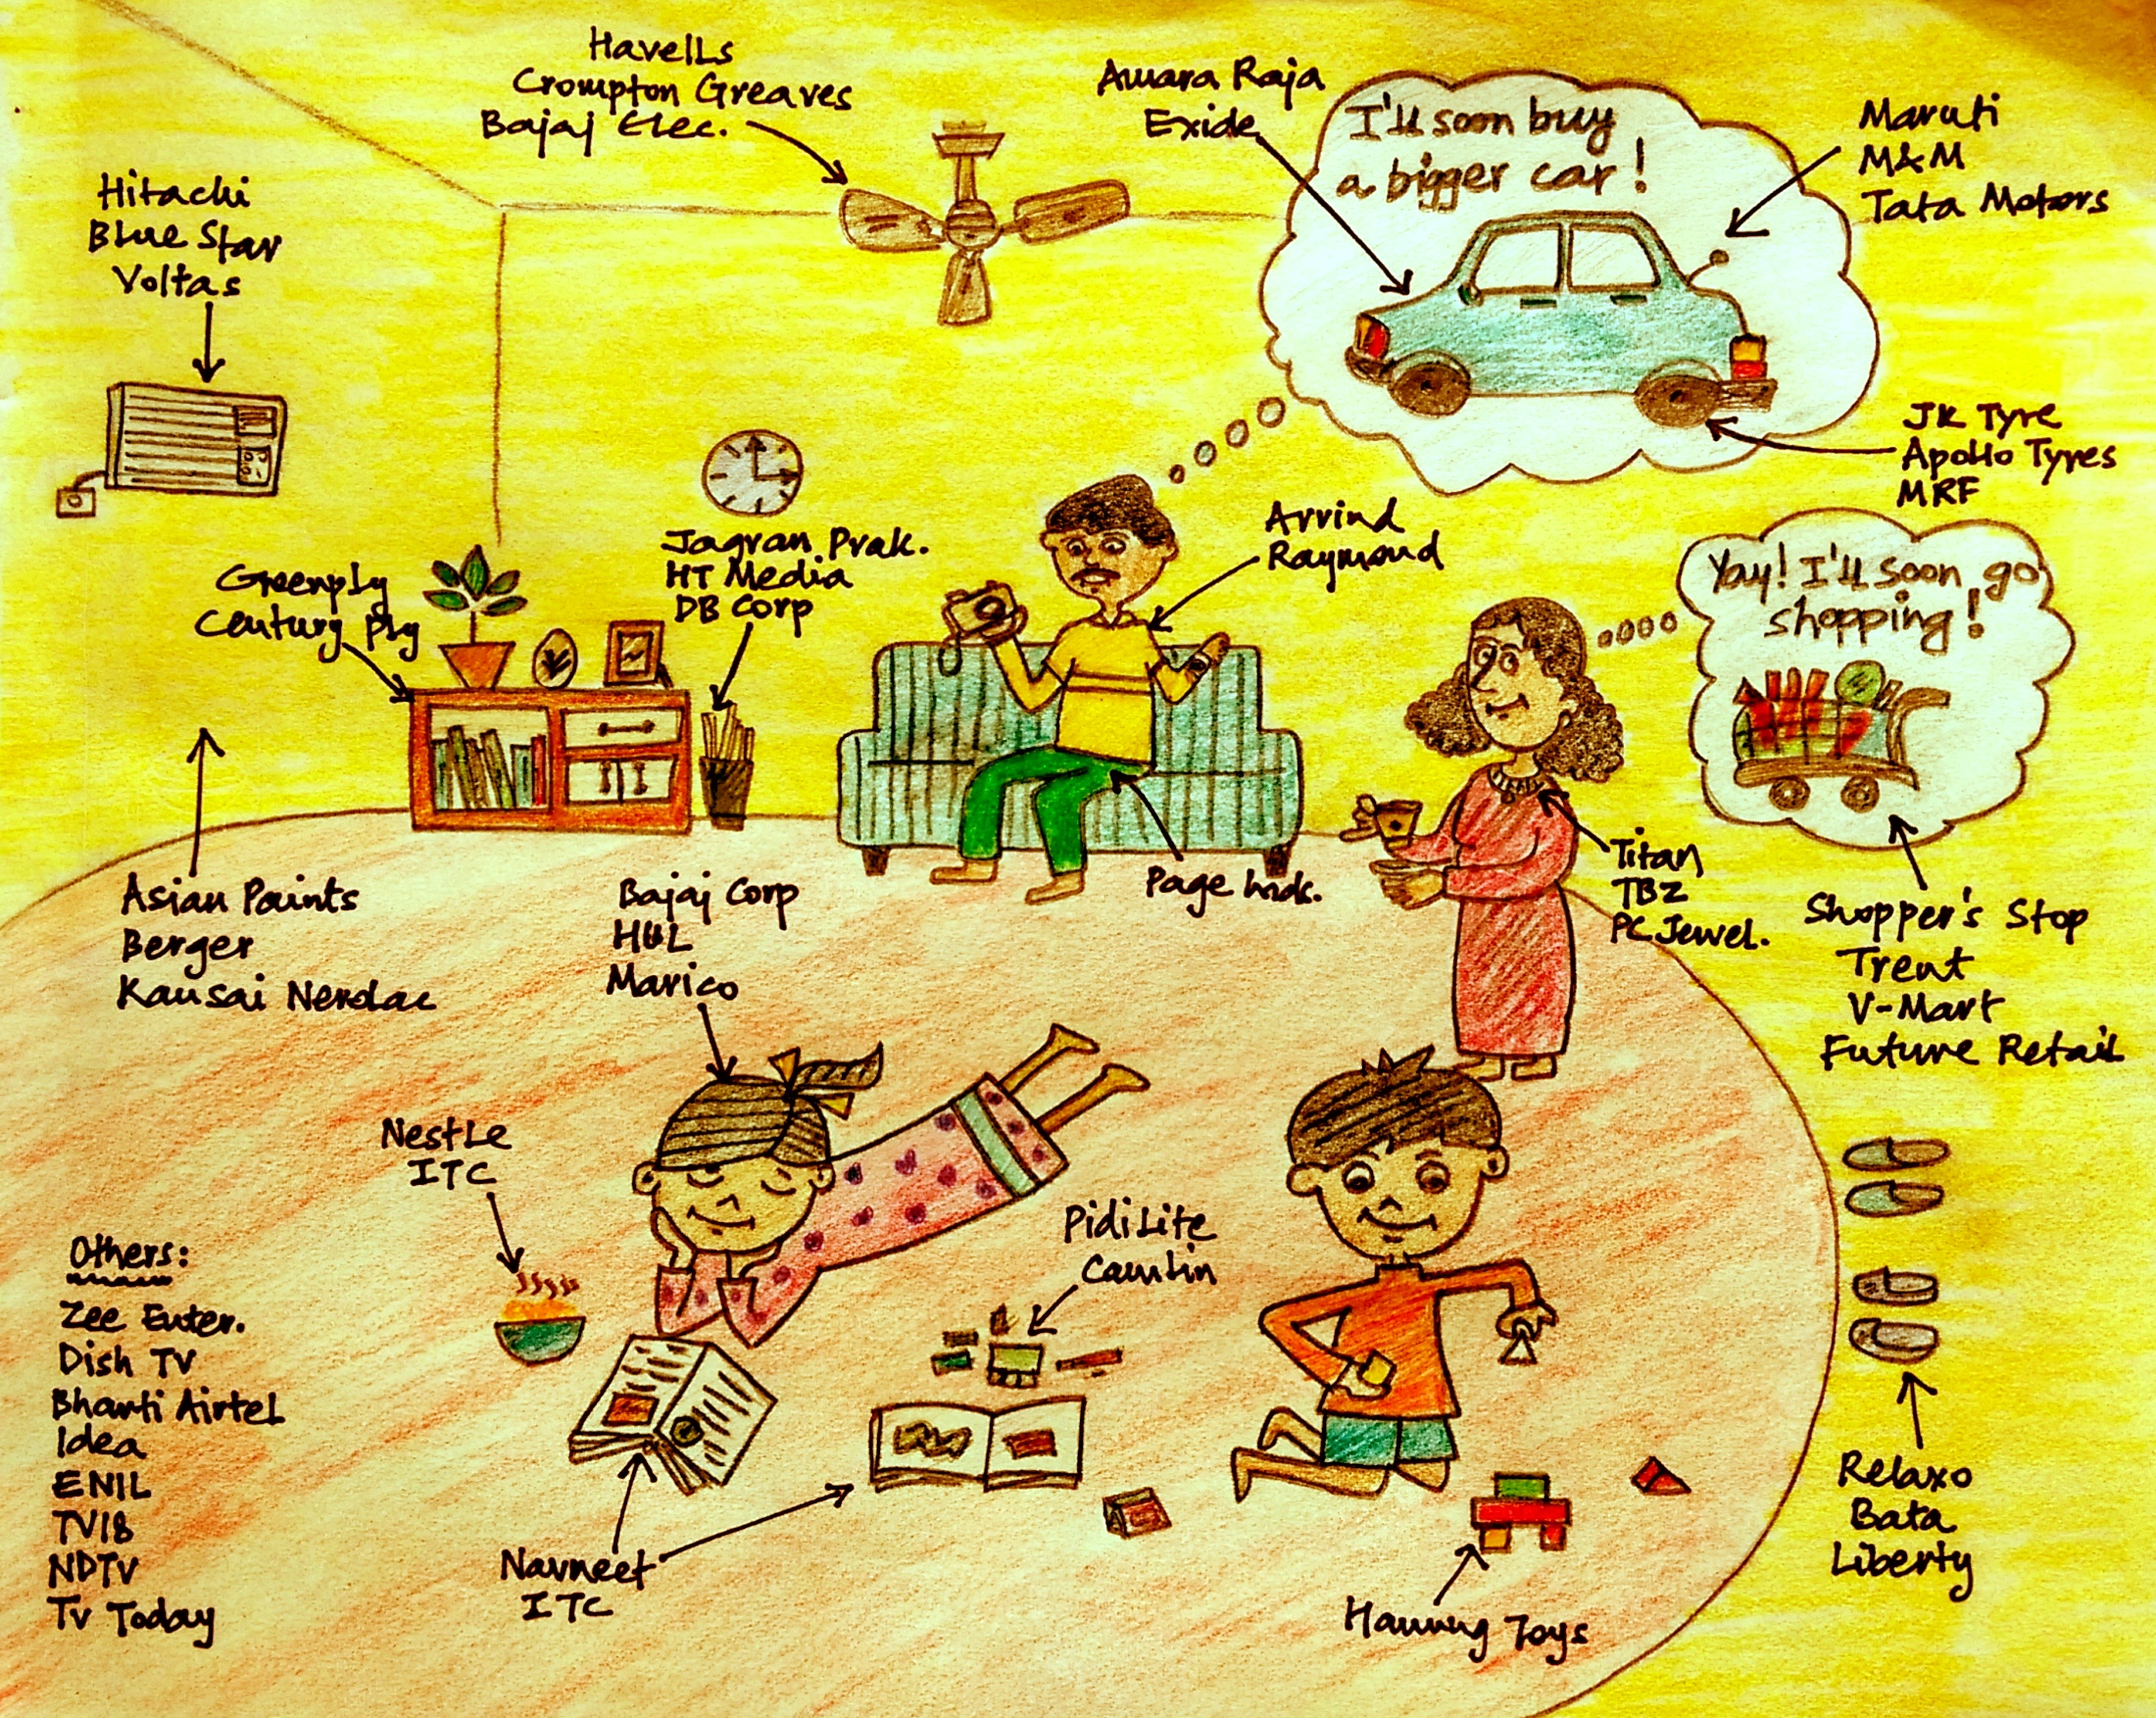 Havells
Crompton Greaves
Bajaj Elec.
Amara Raja
Exide
I'll soon buy
a bigger car!
Maruti
M&M
Tata Motors
Hitachi
Blue Star
Voltas
JK Tyre
Apollo Tyres
MRF
Arvind
Raymond
Jagran Prak.
HT Media
DB Corp
Greenply
Century Ply
Yay! I'll soon go
shopping!
Asian Paints
Berger
Kansai Nerolac
Bajaj Corp
HUL
Marico
Page Inds.
Titan
TBZ
PC Jewel.
Shopper's Stop
Trent
V-Mart
Future Retail
Nestle
ITC
Pidilite
Camlin
Others:
Zee Enter.
Dish TV
Bharti Airtel
Idea
ENIL
TV18
NDTV
TV Today
Navneet
ITC
Hanung Toys
Relaxo
Bata
Liberty